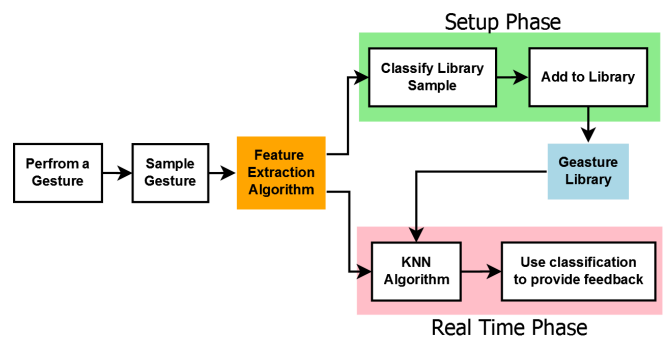 Setup Phase
Classify Library
Sample
Add to Library
Perfrom a
Gesture
Sample
Gesture
Feature
Extraction
Algorithm
Geasture
Library
KNN
Algorithm
Use classification
to provide feedback
Real Time Phase